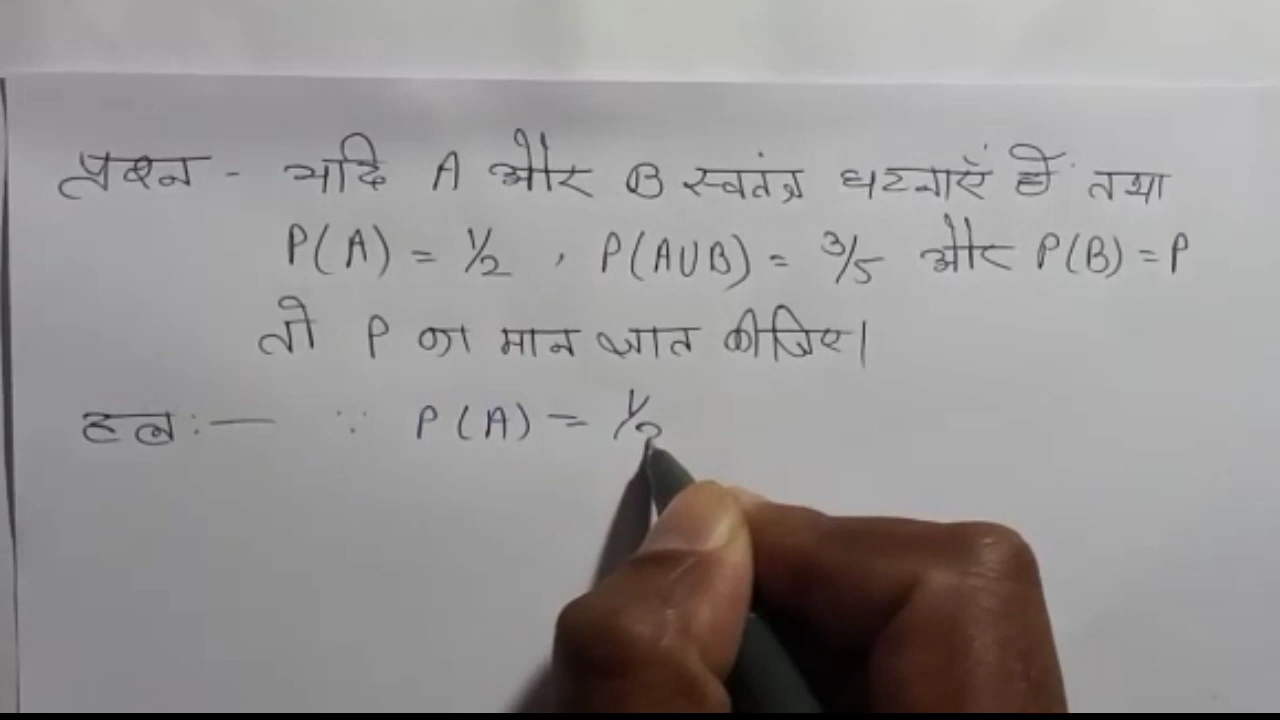 प्रश्न - यदि A और B स्वतंत्र घटनाएँ हैं तथा
P(A) = 1/2 , P(A∪B) = 3/5 और P(B) = P
तो P का मान ज्ञात कीजिए।
हल :— ∵ P(A) = 1/2